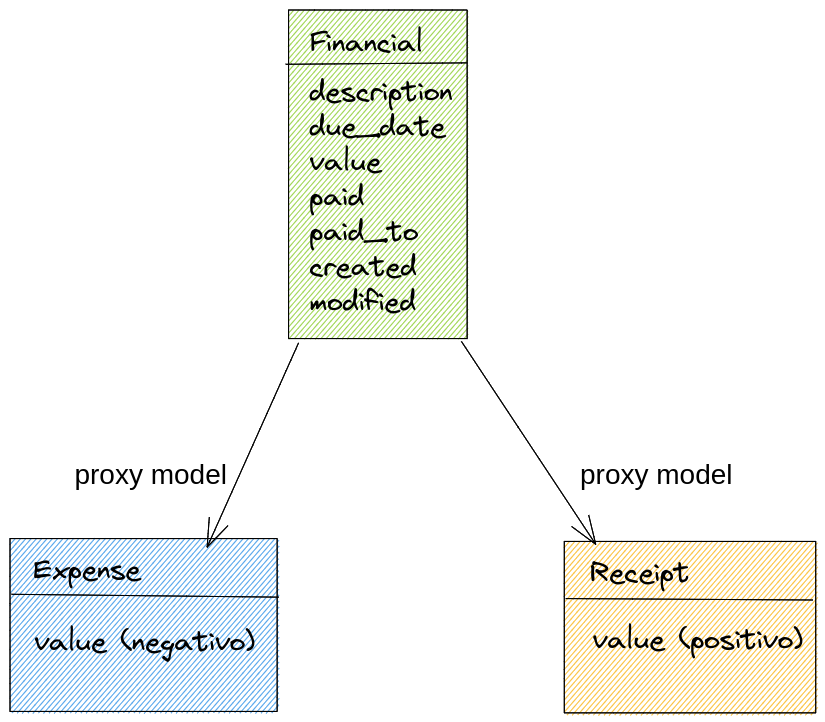 Financial
description
due_date
value
paid
paid_to
created
modified
proxy model
proxy model
Expense
value (negativo)
Receipt
value (positivo)